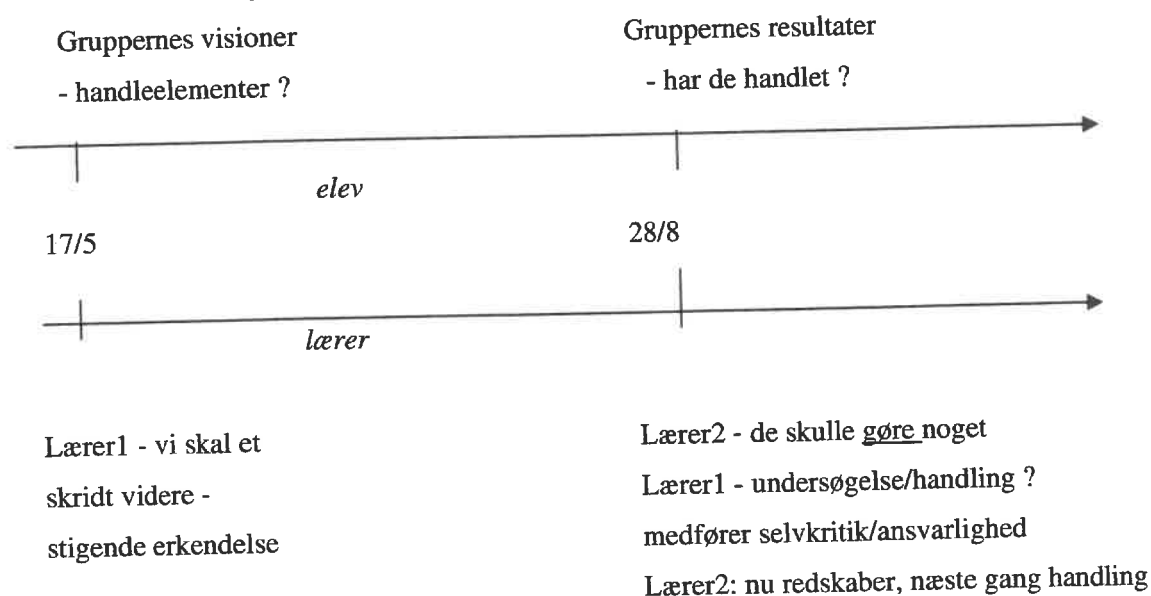 Gruppernes visioner
- handleelementer ?
Gruppernes resultater
- har de handlet ?
elev
17/5
28/8
lærer
Lærer1 - vi skal et
skridt videre -
stigende erkendelse
Lærer2 - de skulle gøre noget
Lærer1 - undersøgelse/handling ?
medfører selvkritik/ansvarlighed
Lærer2: nu redskaber, næste gang handling